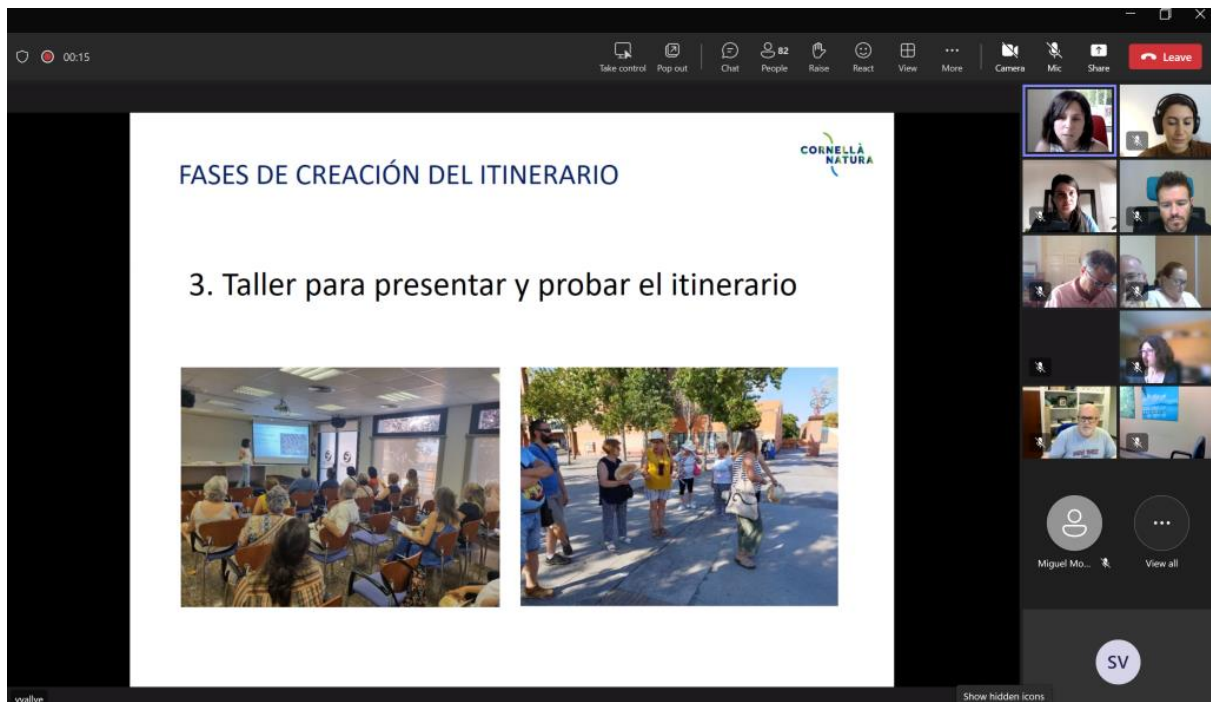 00:15
Take control
Pop out
Chat
82
People
Raise
React
View
More
Camera
Mic
Share
Leave
CORNELLÀ
NATURA
FASES DE CREACIÓN DEL ITINERARIO
3. Taller para presentar y probar el itinerario
Miguel Mo...
View all
SV
vvallve
Show hidden icons